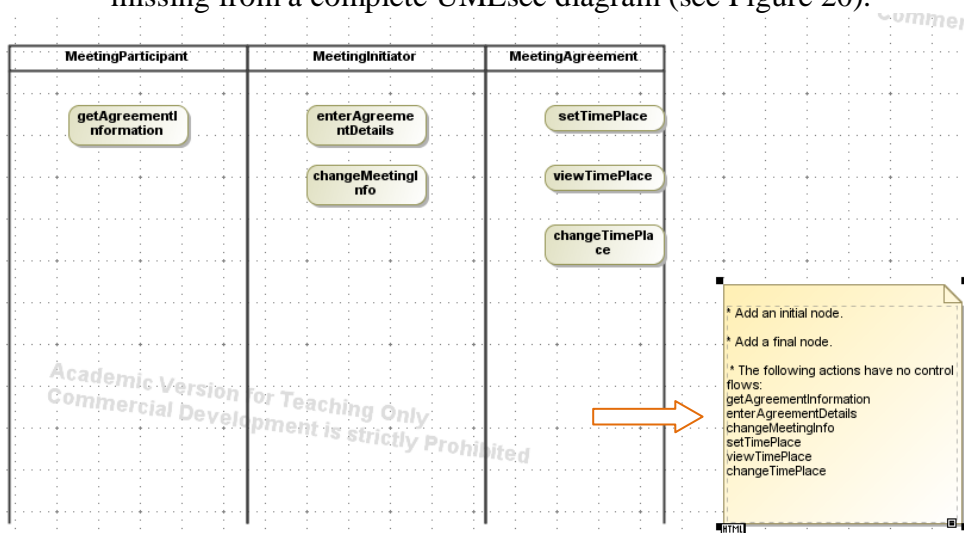 missing from a complete UMLsec diagram (see Figure 20).
Commer
MeetingParticipant
MeetingInitiator
MeetingAgreement
getAgreementI
nformation
enterAgreeme
ntDetails
changeMeetingI
nfo
setTimePlace
viewTimePlace
changeTimePla
ce
* Add an initial node.
* Add a final node.
* The following actions have no control
flows:
getAgreementInformation
enterAgreementDetails
changeMeetingInfo
setTimePlace
viewTimePlace
changeTimePlace
HTML
Academic Version for Teaching Only
Commercial Development is strictly Prohibited